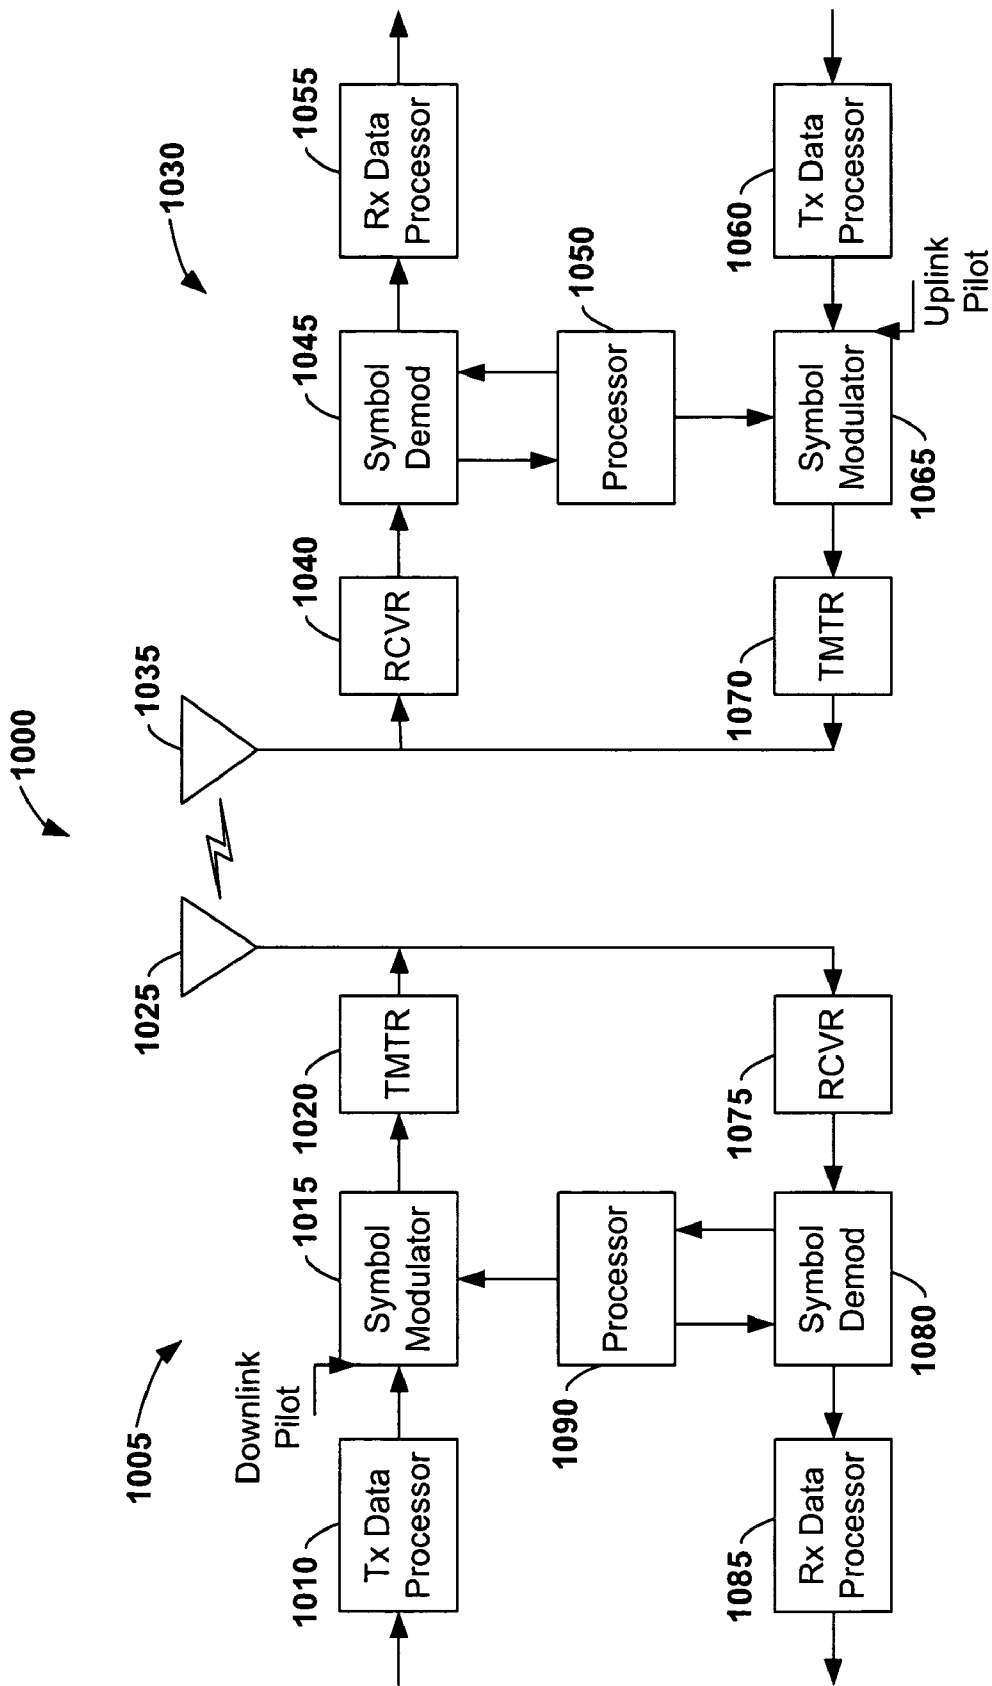 1000
1005
1030
1025
1035
Downlink
Pilot
1010
Tx Data
Processor
1015
Symbol
Modulator
1020
TMTR
1040
RCVR
1045
Symbol
Demod
1055
Rx Data
Processor
1090
Processor
1050
Processor
1085
Rx Data
Processor
1080
Symbol
Demod
1075
RCVR
1070
TMTR
1065
Symbol
Modulator
1060
Tx Data
Processor
Uplink
Pilot